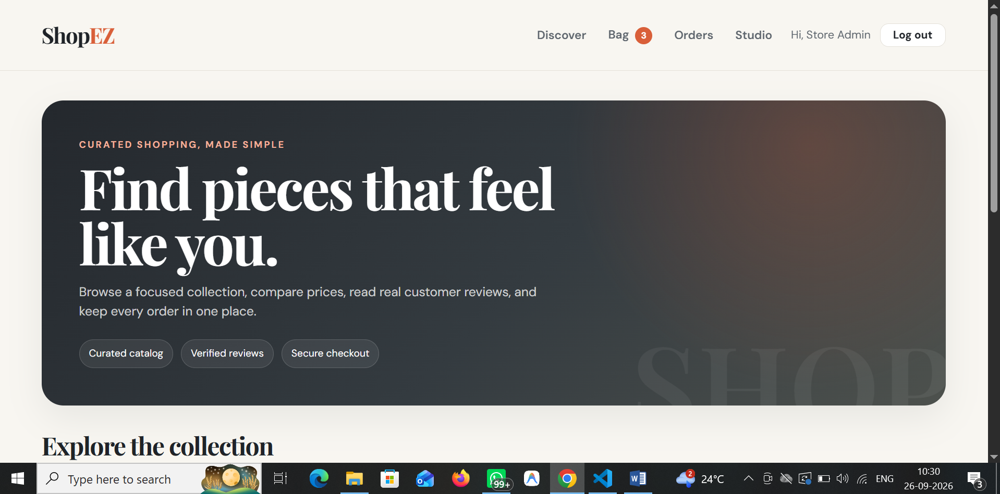 ShopEZ
Discover Bag 3 Orders Studio Hi, Store Admin Log out
CURATED SHOPPING, MADE SIMPLE
Find pieces that feel
like you.
Browse a focused collection, compare prices, read real customer reviews, and
keep every order in one place.
Curated catalog Verified reviews Secure checkout
SHOP
Explore the collection
Type here to search
99+
2
24°C
ENG
10:30
26-09-2026
3